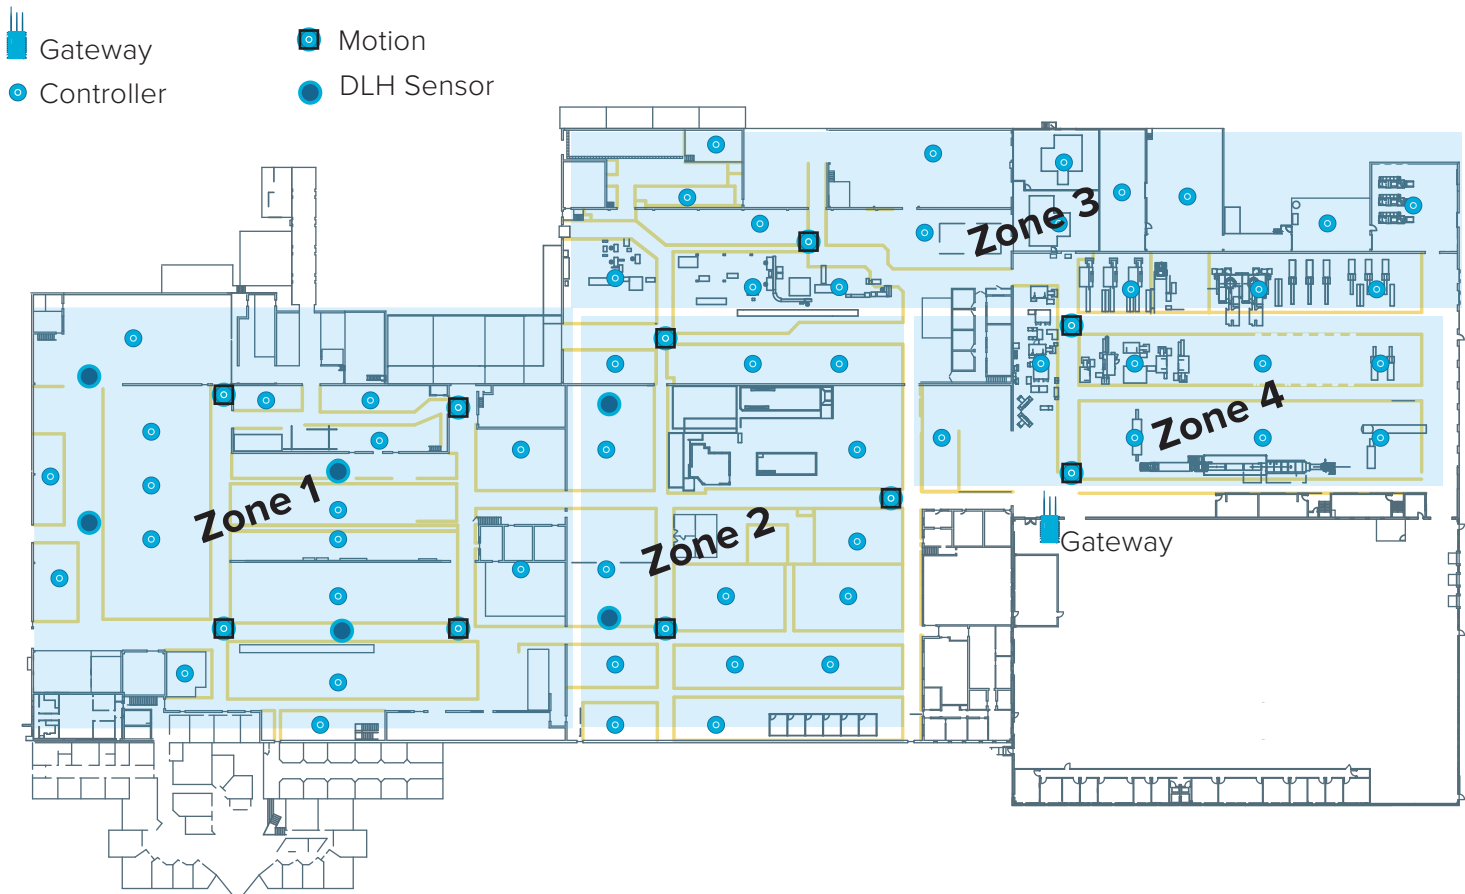 Gateway
Motion
Controller
DLH Sensor
Zone 3
Zone 4
Zone 1
Zone 2
Gateway